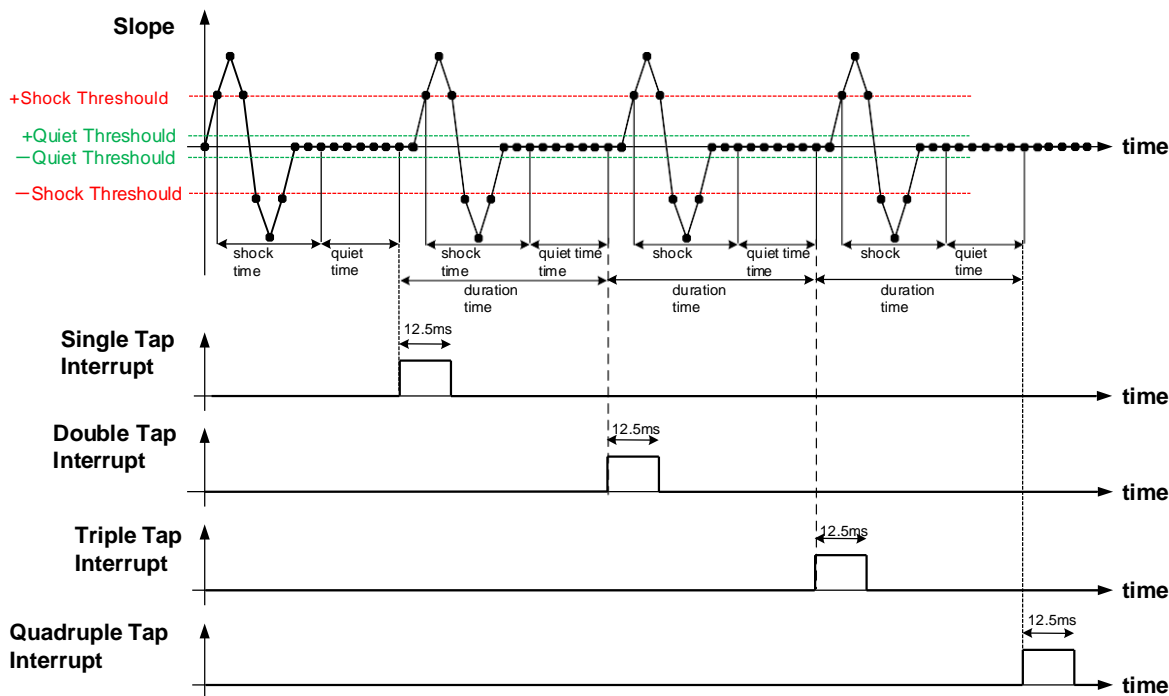 Slope
+Shock Threshould
+Quiet Threshould
−Quiet Threshould
−Shock Threshould
time
shock
time
quiet
time
shock
time
quiet time
time
shock
quiet time
time
shock
quiet
time
duration
time
duration
time
duration
time
Single Tap
Interrupt
12.5ms
time
Double Tap
Interrupt
12.5ms
time
Triple Tap
Interrupt
12.5ms
time
Quadruple Tap
Interrupt
12.5ms
time